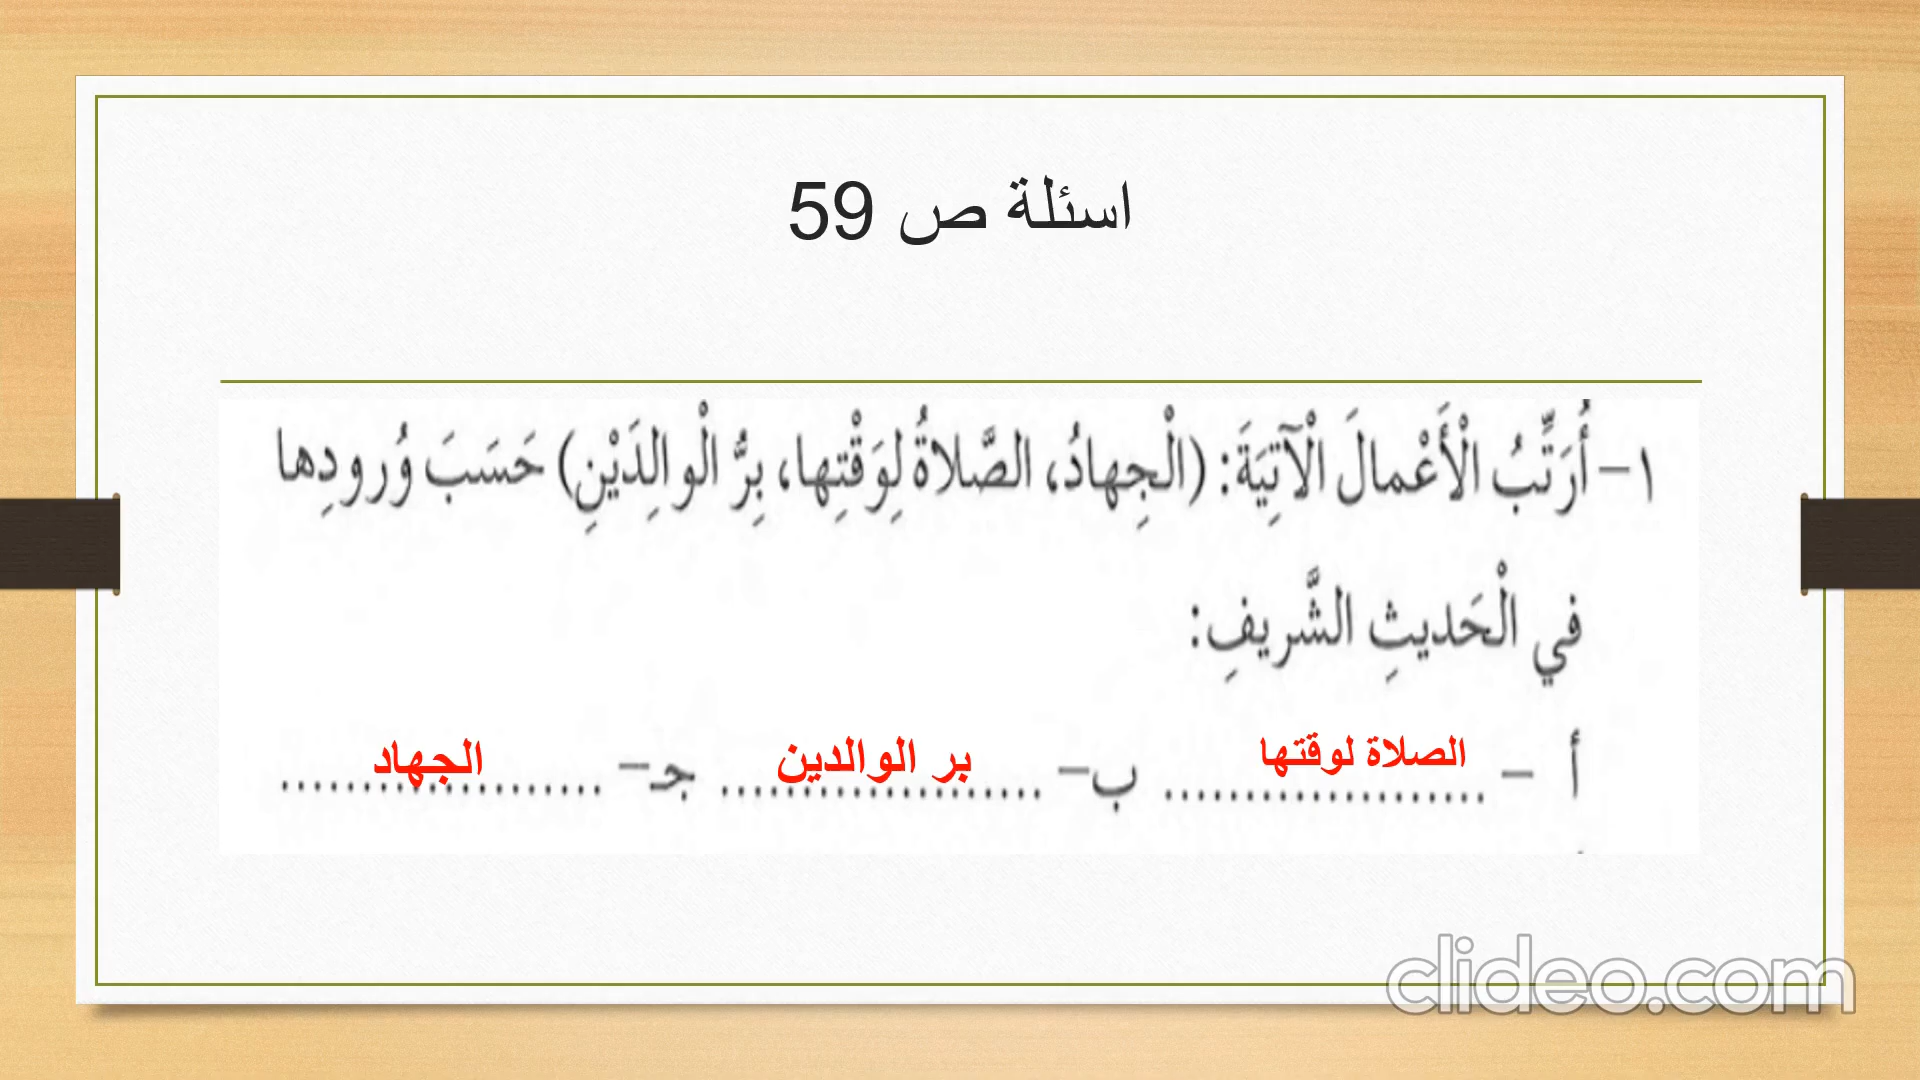 اسئلة ص 59
١- أُرَتِّبُ الْأَعْمالَ الْآتِيَةَ: (الْجِهادُ، الصَّلاةُ لِوَقْتِها، بِرُّ الْوالِدَيْنِ) حَسَبَ وُرودِها
في الْحَديثِ الشَّريفِ:
أ - الصلاة لوقتها .................... ب- بر الوالدين .................... جـ- الجهاد ....................
clideo.com